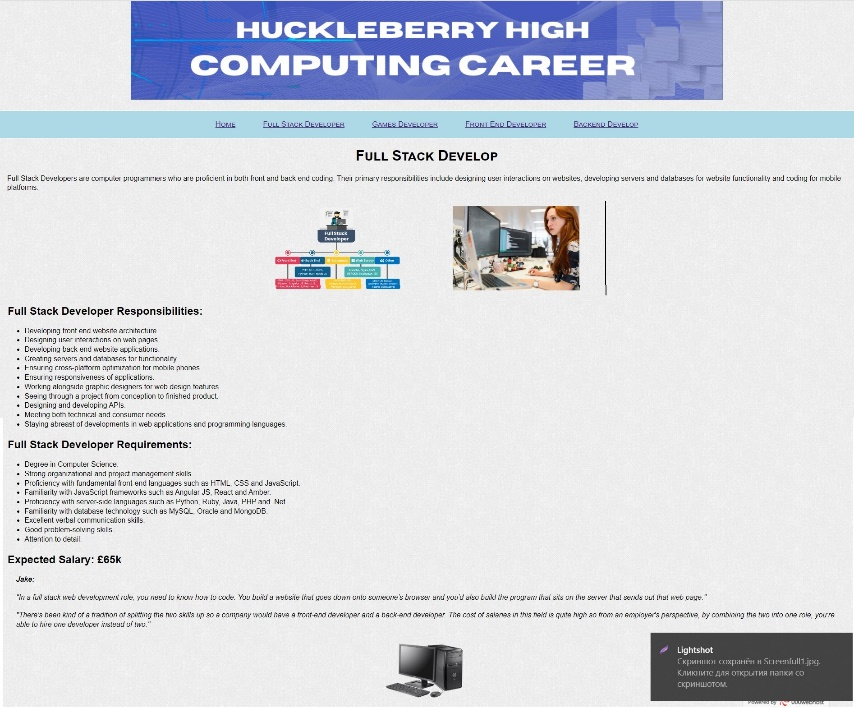 HUCKLEBERRY HIGH
COMPUTING CAREER
HOME FULL STACK DEVELOPER GAMES DEVELOPER FRONT END DEVELOPER BACKEND DEVELOP
FULL STACK DEVELOP
Full Stack Developers are computer programmers who are proficient in both front and back end coding. Their primary responsibilities include designing user interactions on websites, developing servers and databases for website functionality and coding for mobile
platforms.
Full Stack
Developer
Full Stack Developer Responsibilities:
• Developing front end website architecture
• Designing user interactions on web pages
• Developing back end website applications.
• Creating servers and databases for functionality
• Ensuring cross-platform optimization for mobile phones
• Ensuring responsiveness of applications.
• Working alongside graphic designers for web design features
• Seeing through a project from conception to finished product.
• Designing and developing APIs.
• Meeting both technical and consumer needs
• Staying abreast of developments in web applications and programming languages.
Full Stack Developer Requirements:
• Degree in Computer Science.
• Strong organizational and project management skills
• Proficiency with fundamental front end languages such as HTML, CSS and JavaScript.
• Familiarity with JavaScript frameworks such as Angular JS, React and Amber.
• Proficiency with server-side languages such as Python, Ruby, Java, PHP and .Net
• Familiarity with database technology such as MySQL, Oracle and MongoDB.
• Excellent verbal communication skills.
• Good problem-solving skills.
• Attention to detail
Expected Salary: £65k
Jake:
"In a full stack web development role, you need to know how to code. You build a website that goes down onto someone's browser and you'd also build the program that sits on the server that sends out that web page."
"There's been kind of a tradition of splitting the two skills up so a company would have a front-end developer and a back-end developer. The cost of salaries in this field is quite high so from an employer's perspective, by combining the two into one role, you're
able to hire one developer instead of two."
Lightshot
Скриншот сохранён в Screenfull1.jpg.
Кликните для открытия папки со
скриншотом.
Powered by 000webhost